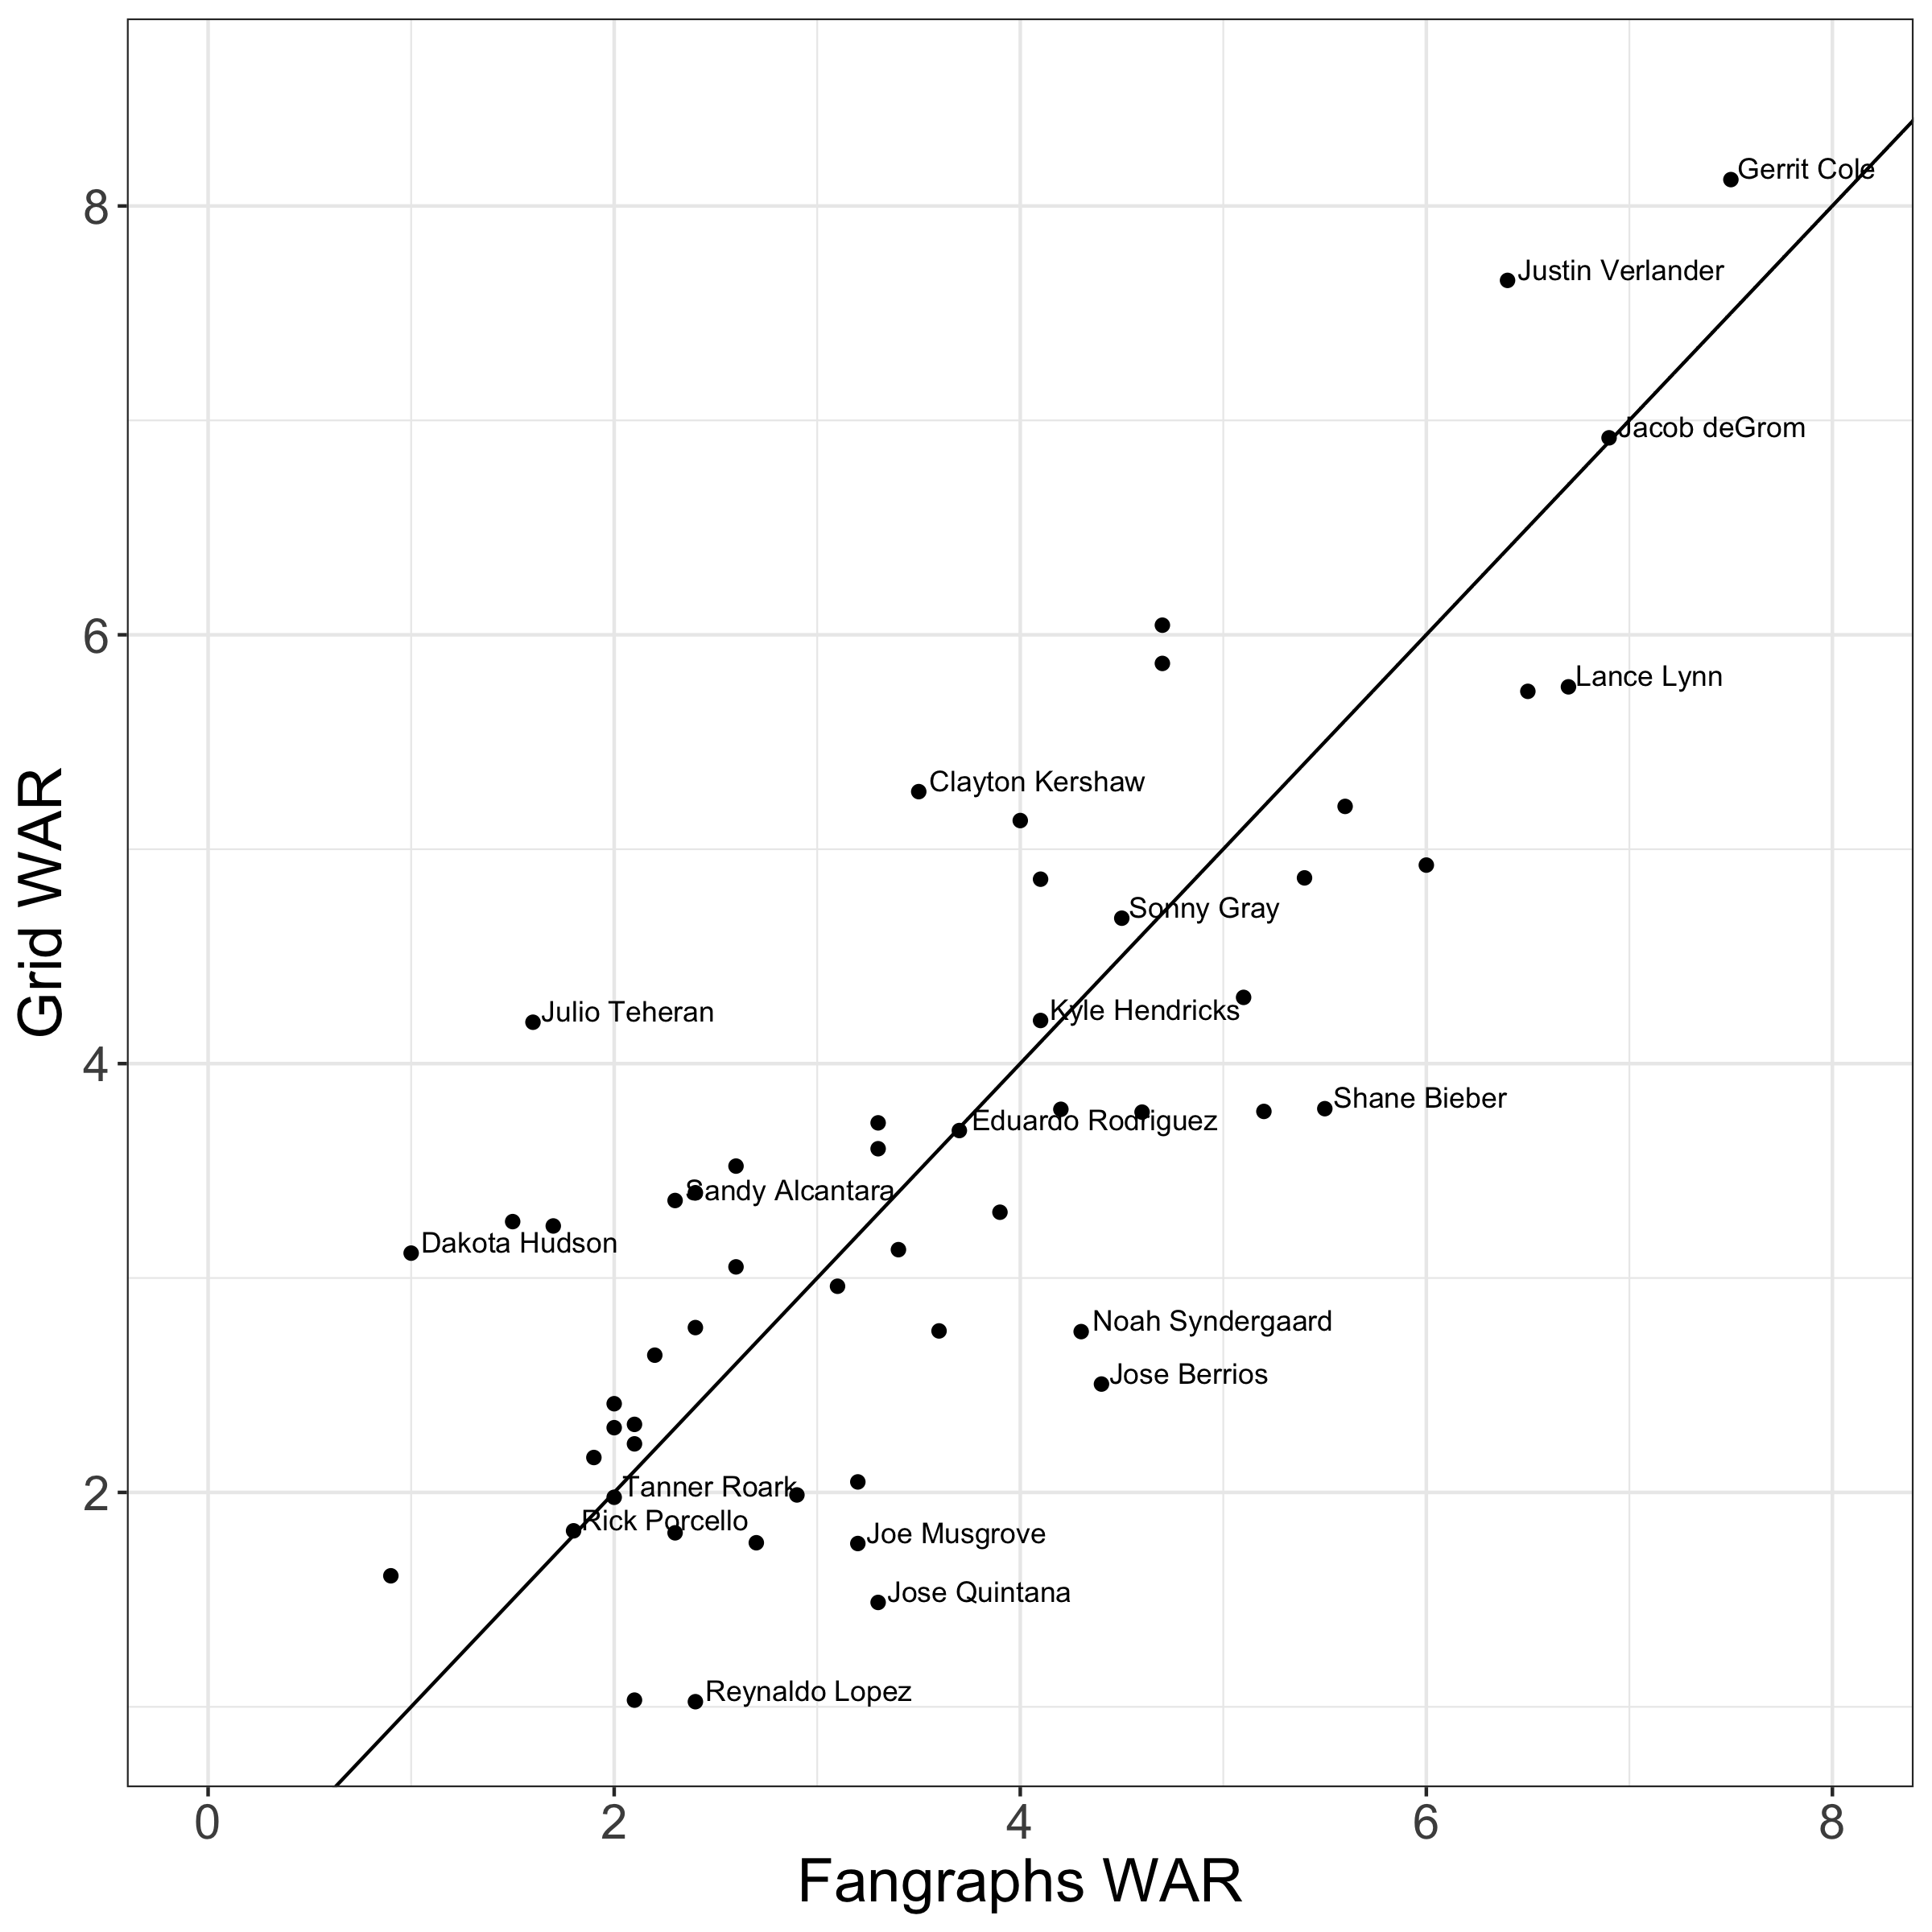 Gerrit Cole
8
Justin Verlander
Jacob deGrom
6
Lance Lynn
Clayton Kershaw
Sonny Gray
Julio Teheran
Kyle Hendricks
4
Shane Bieber
Eduardo Rodriguez
Sandy Alcantara
Dakota Hudson
Noah Syndergaard
Jose Berrios
Tanner Roark
2
Rick Porcello
Joe Musgrove
Jose Quintana
Reynaldo Lopez
Grid WAR
0 2 4 6 8
Fangraphs WAR